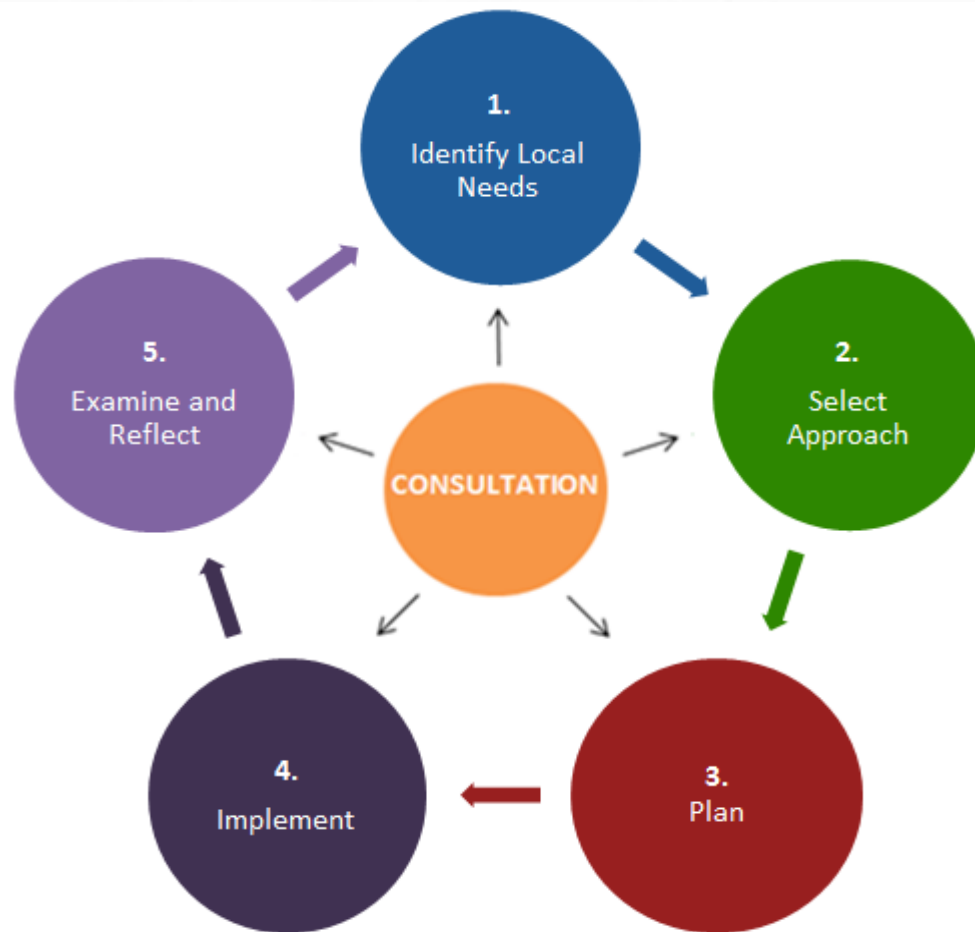 1.
Identify Local
Needs
2.
Select
Approach
3.
Plan
4.
Implement
5.
Examine and
Reflect
CONSULTATION